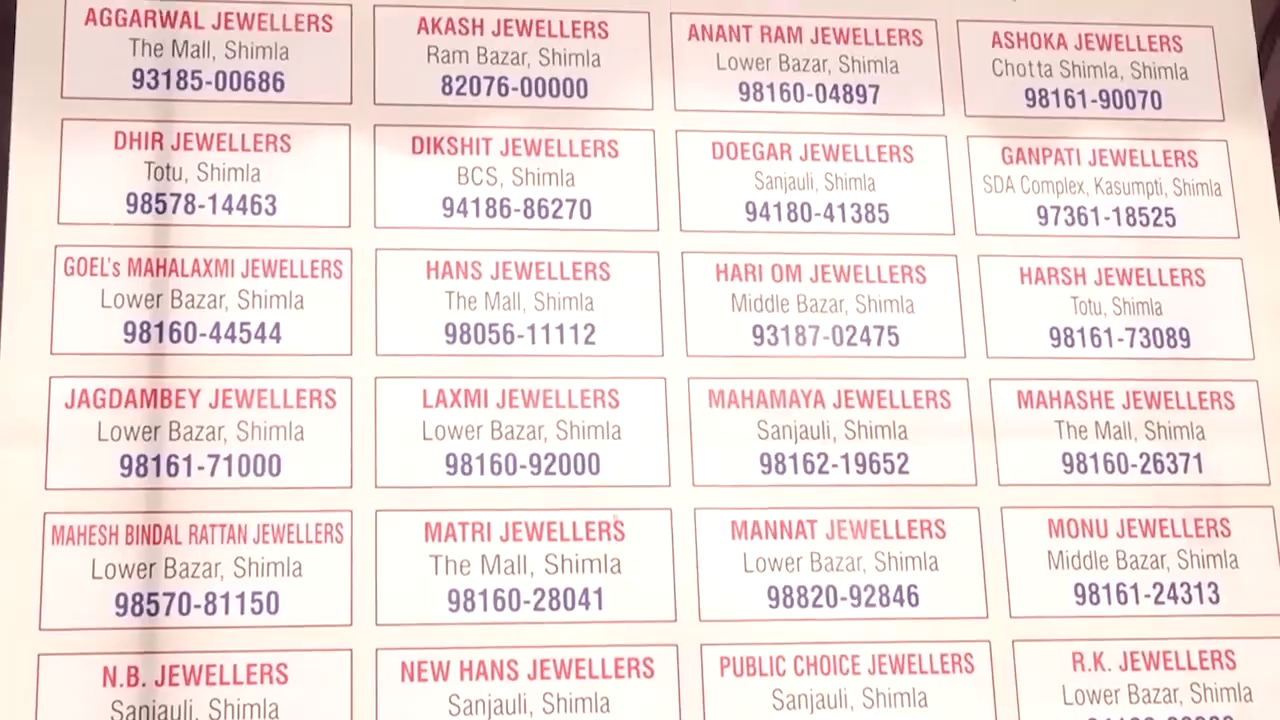 AGGARWAL JEWELLERS
The Mall, Shimla
93185-00686
AKASH JEWELLERS
Ram Bazar, Shimla
82076-00000
ANANT RAM JEWELLERS
Lower Bazar, Shimla
98160-04897
ASHOKA JEWELLERS
Chotta Shimla, Shimla
98161-90070
DHIR JEWELLERS
Totu, Shimla
98578-14463
DIKSHIT JEWELLERS
BCS, Shimla
94186-86270
DOEGAR JEWELLERS
Sanjauli, Shimla
94180-41385
GANPATI JEWELLERS
SDA Complex, Kasumpti, Shimla
97361-18525
GOEL's MAHALAXMI JEWELLERS
Lower Bazar, Shimla
98160-44544
HANS JEWELLERS
The Mall, Shimla
98056-11112
HARI OM JEWELLERS
Middle Bazar, Shimla
93187-02475
HARSH JEWELLERS
Totu, Shimla
98161-73089
JAGDAMBEY JEWELLERS
Lower Bazar, Shimla
98161-71000
LAXMI JEWELLERS
Lower Bazar, Shimla
98160-92000
MAHAMAYA JEWELLERS
Sanjauli, Shimla
98162-19652
MAHASHE JEWELLERS
The Mall, Shimla
98160-26371
MAHESH BINDAL RATTAN JEWELLERS
Lower Bazar, Shimla
98570-81150
MATRI JEWELLERS
The Mall, Shimla
98160-28041
MANNAT JEWELLERS
Lower Bazar, Shimla
98820-92846
MONU JEWELLERS
Middle Bazar, Shimla
98161-24313
N.B. JEWELLERS
Sanjauli, Shimla
NEW HANS JEWELLERS
Sanjauli, Shimla
PUBLIC CHOICE JEWELLERS
Sanjauli, Shimla
R.K. JEWELLERS
Lower Bazar, Shimla